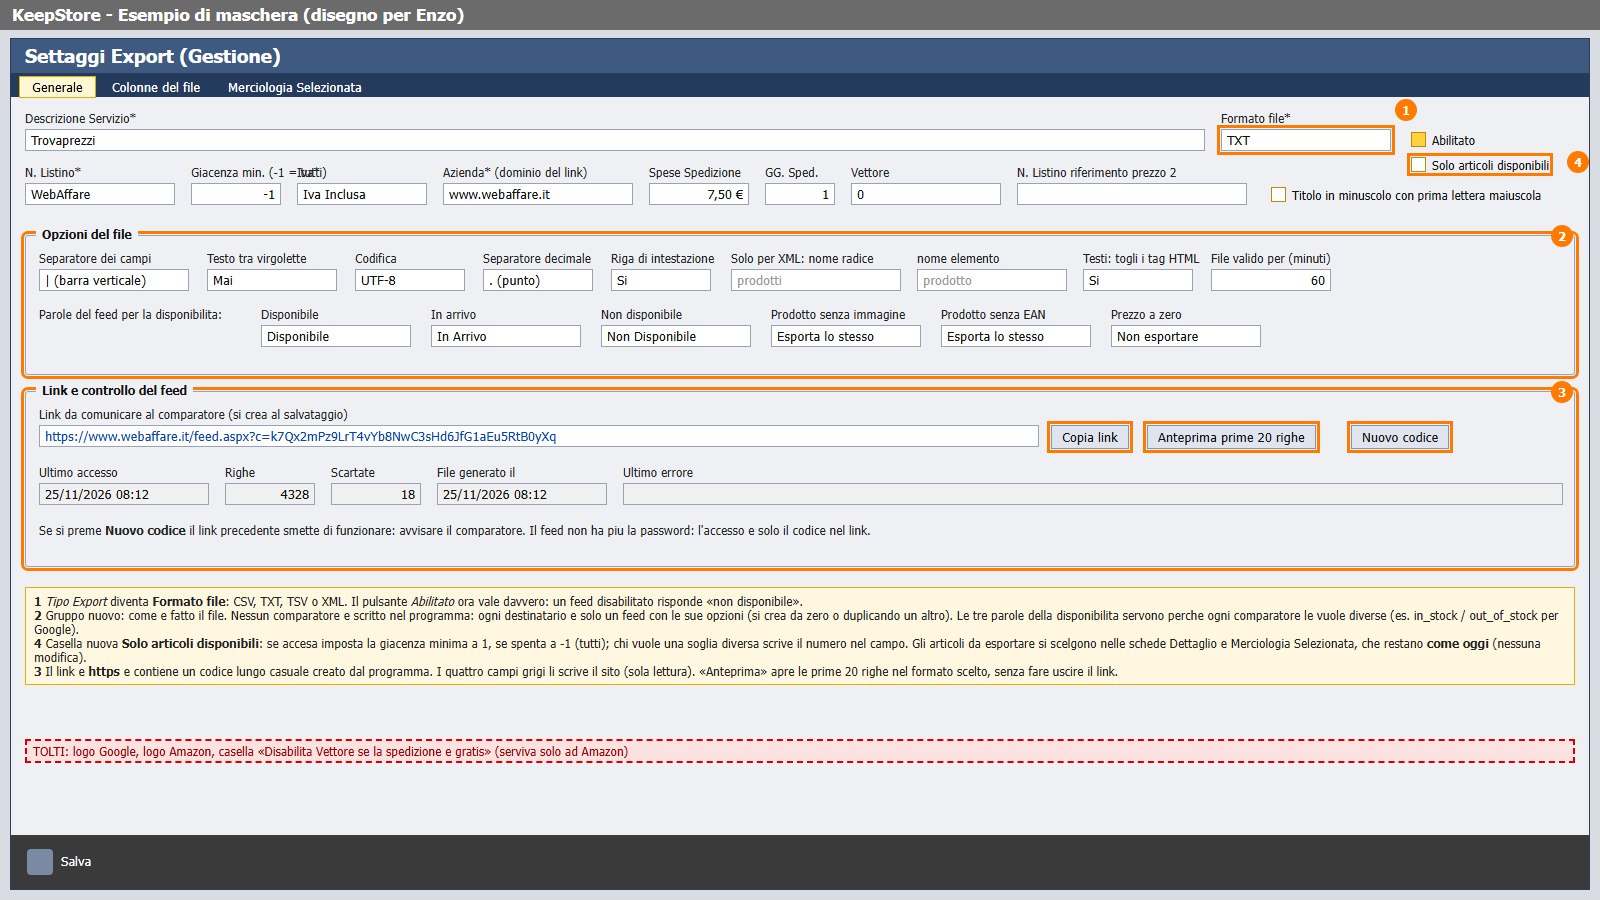 KeepStore - Esempio di maschera (disegno per Enzo)
Settaggi Export (Gestione)
Generale Colonne del file Merciologia Selezionata
Descrizione Servizio* Formato file* 1
Trovaprezzi TXT Abilitato
Solo articoli disponibili 4
N. Listino* Giacenza min. (-1 = tutti) Azienda* (dominio del link) Spese Spedizione GG. Sped. Vettore N. Listino riferimento prezzo 2
WebAffare -1 Iva Inclusa www.webaffare.it 7,50 € 1 0 Titolo in minuscolo con prima lettera maiuscola
Opzioni del file 2
Separatore dei campi Testo tra virgolette Codifica Separatore decimale Riga di intestazione Solo per XML: nome radice nome elemento Testi: togli i tag HTML File valido per (minuti)
| (barra verticale) Mai UTF-8 . (punto) Si prodotti prodotto Si 60
Parole del feed per la disponibilita: Disponibile In arrivo Non disponibile Prodotto senza immagine Prodotto senza EAN Prezzo a zero
Disponibile In Arrivo Non Disponibile Esporta lo stesso Esporta lo stesso Non esportare
Link e controllo del feed 3
Link da comunicare al comparatore (si crea al salvataggio)
https://www.webaffare.it/feed.aspx?c=k7Qx2mPz9LrT4vYb8NwC3sHd6JfG1aEu5RtB0yXq Copia link Anteprima prime 20 righe Nuovo codice
Ultimo accesso Righe Scartate File generato il Ultimo errore
25/11/2026 08:12 4328 18 25/11/2026 08:12
Se si preme Nuovo codice il link precedente smette di funzionare: avvisare il comparatore. Il feed non ha piu la password: l'accesso e solo il codice nel link.
1 Tipo Export diventa Formato file: CSV, TXT, TSV o XML. Il pulsante Abilitato ora vale davvero: un feed disabilitato risponde «non disponibile».
2 Gruppo nuovo: come e fatto il file. Nessun comparatore e scritto nel programma: ogni destinatario e solo un feed con le sue opzioni (si crea da zero o duplicando un altro). Le tre parole della disponibilita servono perche ogni comparatore le vuole diverse (es. in_stock / out_of_stock per
Google).
4 Casella nuova Solo articoli disponibili: se accesa imposta la giacenza minima a 1, se spenta a -1 (tutti); chi vuole una soglia diversa scrive il numero nel campo. Gli articoli da esportare si scelgono nelle schede Dettaglio e Merciologia Selezionata, che restano come oggi (nessuna
modifica).
3 Il link e https e contiene un codice lungo casuale creato dal programma. I quattro campi grigi li scrive il sito (sola lettura). «Anteprima» apre le prime 20 righe nel formato scelto, senza fare uscire il link.
TOLTI: logo Google, logo Amazon, casella «Disabilita Vettore se la spedizione e gratis» (serviva solo ad Amazon)
Salva